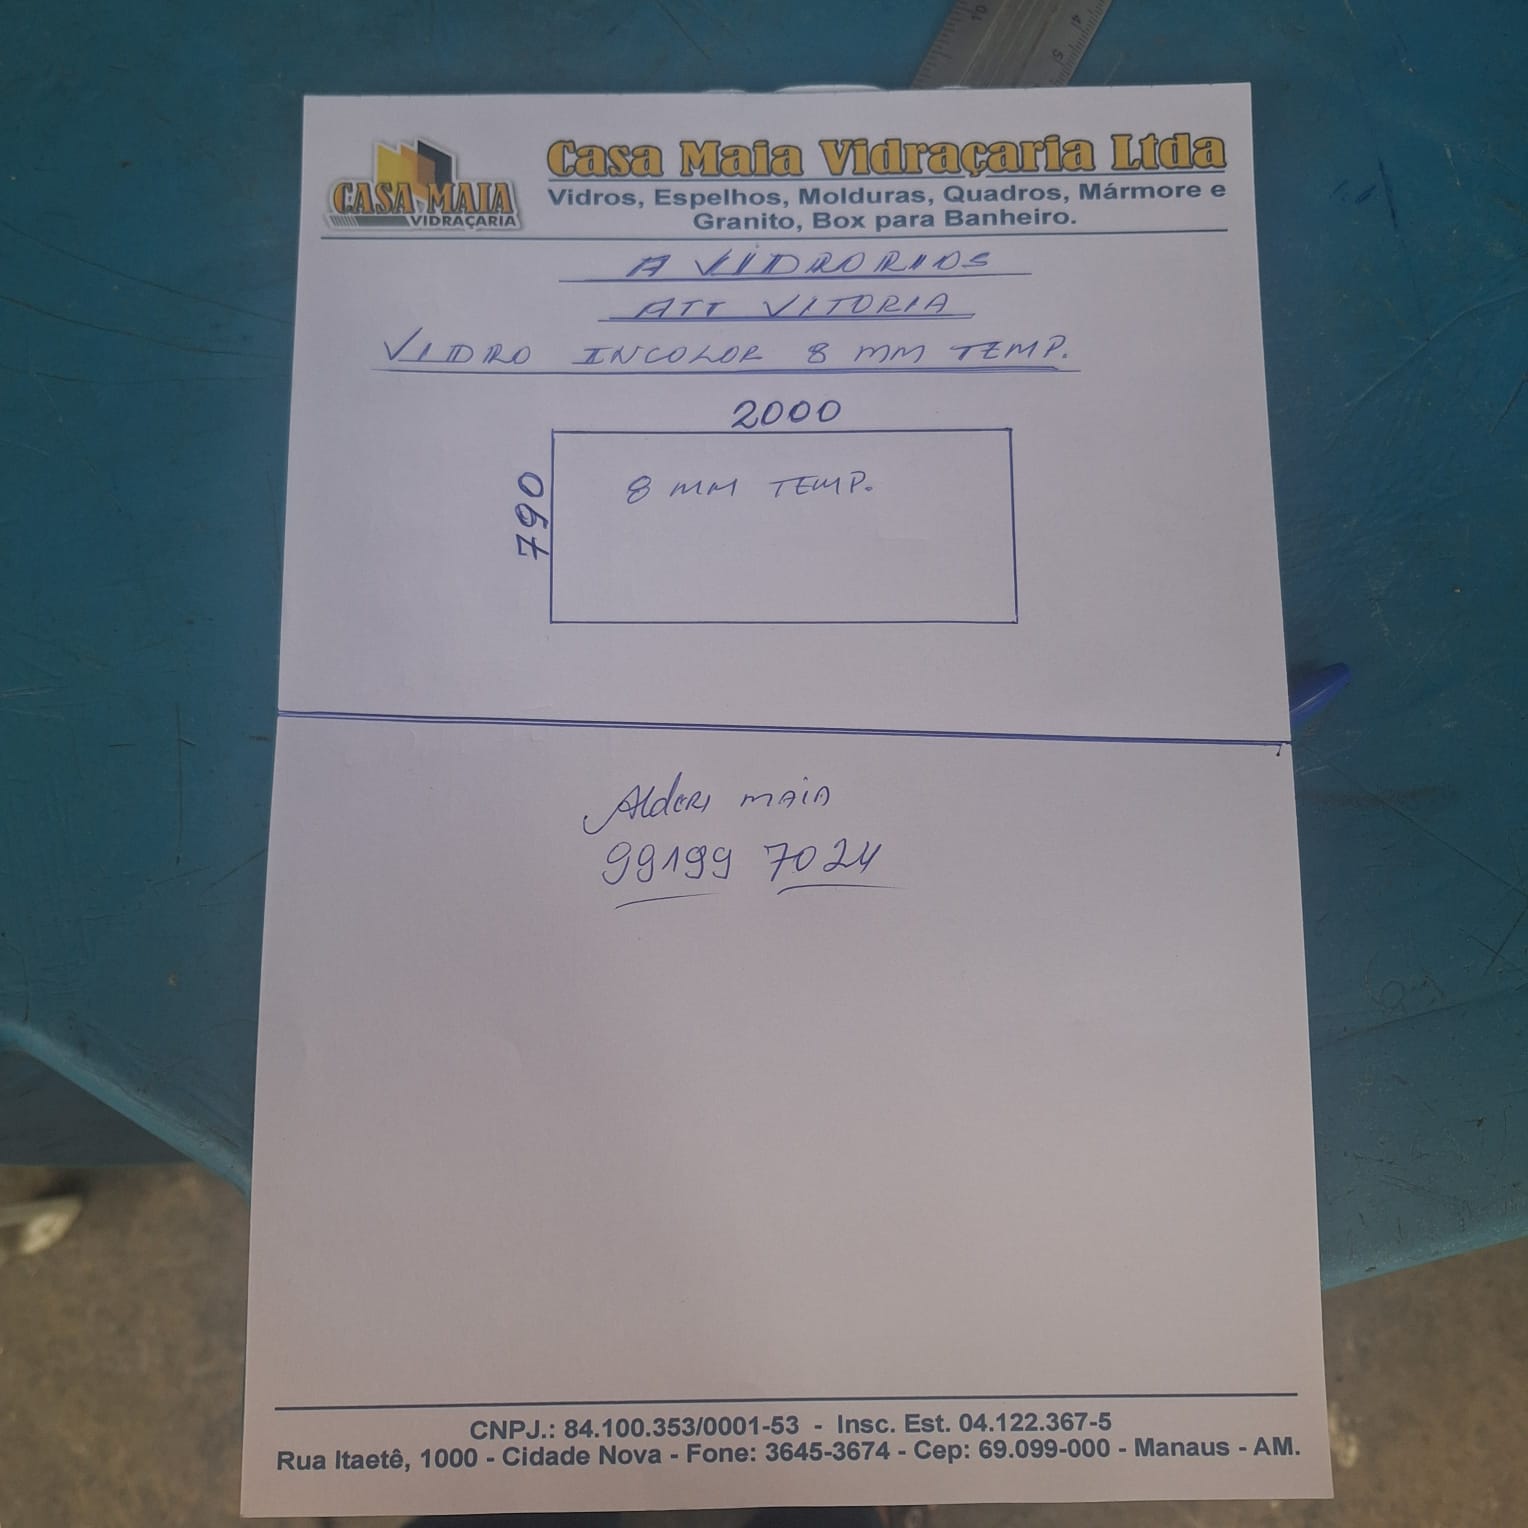 CASA MAIA
VIDRAÇARIA
Casa Maia Vidraçaria Ltda
Vidros, Espelhos, Molduras, Quadros, Mármore e
Granito, Box para Banheiro.
A VIDRORIOS
ATT VITORIA
VIDRO INCOLOR 8 MM TEMP.
2000
790
8 MM TEMP.
Alderi MAIA
99199 7024
CNPJ.: 84.100.353/0001-53 - Insc. Est. 04.122.367-5
Rua Itaetê, 1000 - Cidade Nova - Fone: 3645-3674 - Cep: 69.099-000 - Manaus - AM.